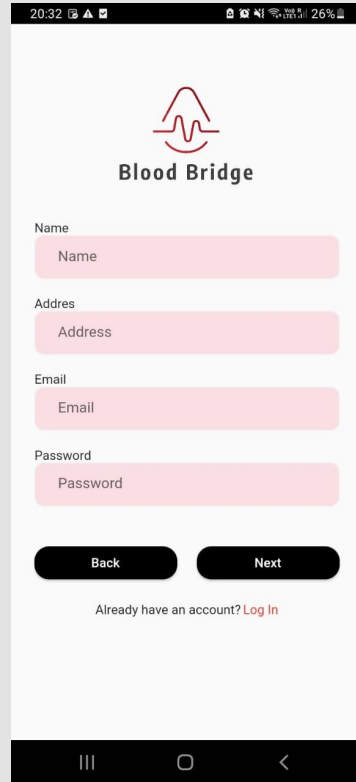 20:32 26%
Blood Bridge
Name
Name
Addres
Address
Email
Email
Password
Password
Back Next
Already have an account? Log In